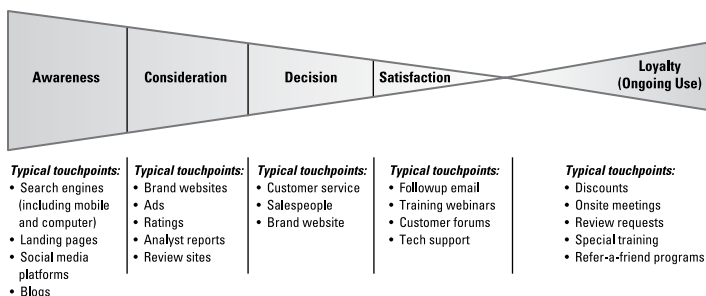 Awareness
Consideration
Decision
Satisfaction
Loyalty
(Ongoing Use)
Typical touchpoints:
• Search engines
(including mobile
and computer)
• Landing pages
• Social media
platforms
• Blogs
Typical touchpoints:
• Brand websites
• Ads
• Ratings
• Analyst reports
• Review sites
Typical touchpoints:
• Customer service
• Salespeople
• Brand website
Typical touchpoints:
• Followup email
• Training webinars
• Customer forums
• Tech support
Typical touchpoints:
• Discounts
• Onsite meetings
• Review requests
• Special training
• Refer-a-friend programs